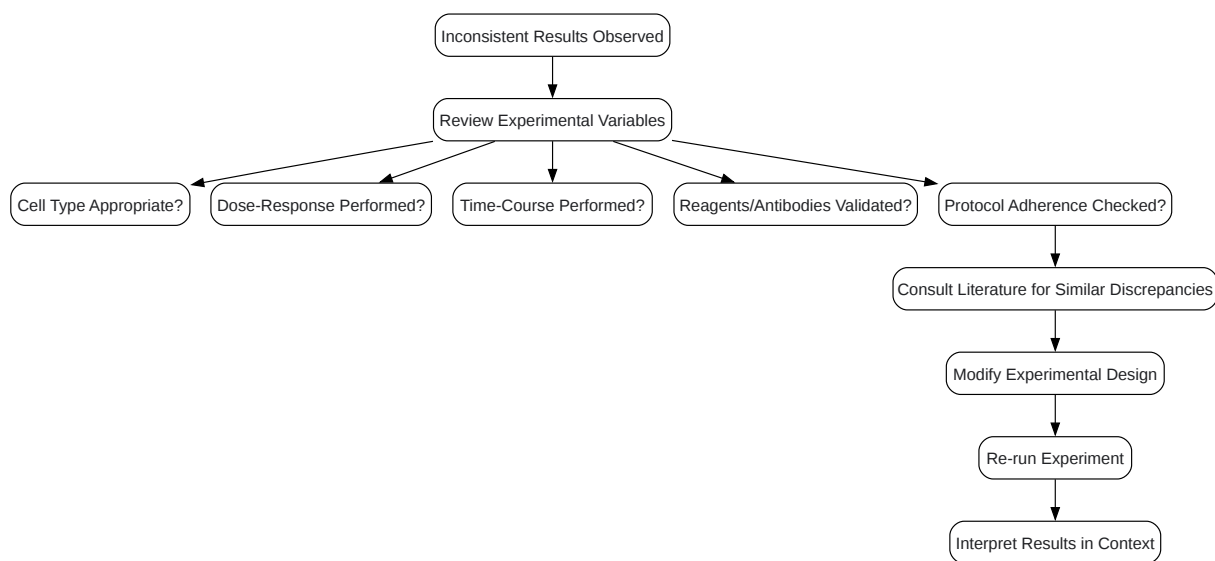 Inconsistent Results Observed
Review Experimental Variables
Cell Type Appropriate?
Dose-Response Performed?
Time-Course Performed?
Reagents/Antibodies Validated?
Protocol Adherence Checked?
Consult Literature for Similar Discrepancies
Modify Experimental Design
Re-run Experiment
Interpret Results in Context